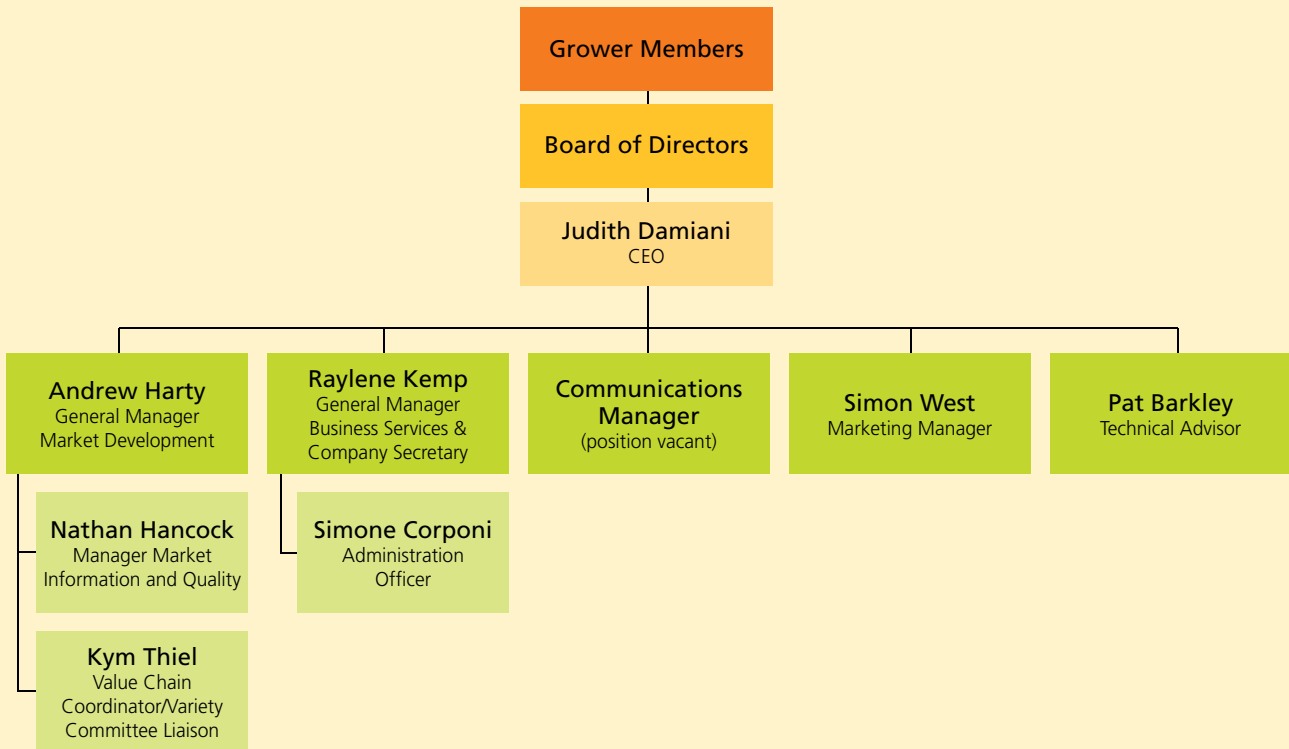 Grower Members
Board of Directors
Judith Damiani
CEO
Andrew Harty
General Manager
Market Development
Raylene Kemp
General Manager
Business Services &
Company Secretary
Communications
Manager
(position vacant)
Simon West
Marketing Manager
Pat Barkley
Technical Advisor
Nathan Hancock
Manager Market
Information and Quality
Simone Corponi
Administration
Officer
Kym Thiel
Value Chain
Coordinator/Variety
Committee Liaison